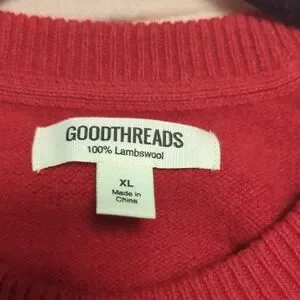 GOODTHREADS
100% Lambswool
XL
Made in
China